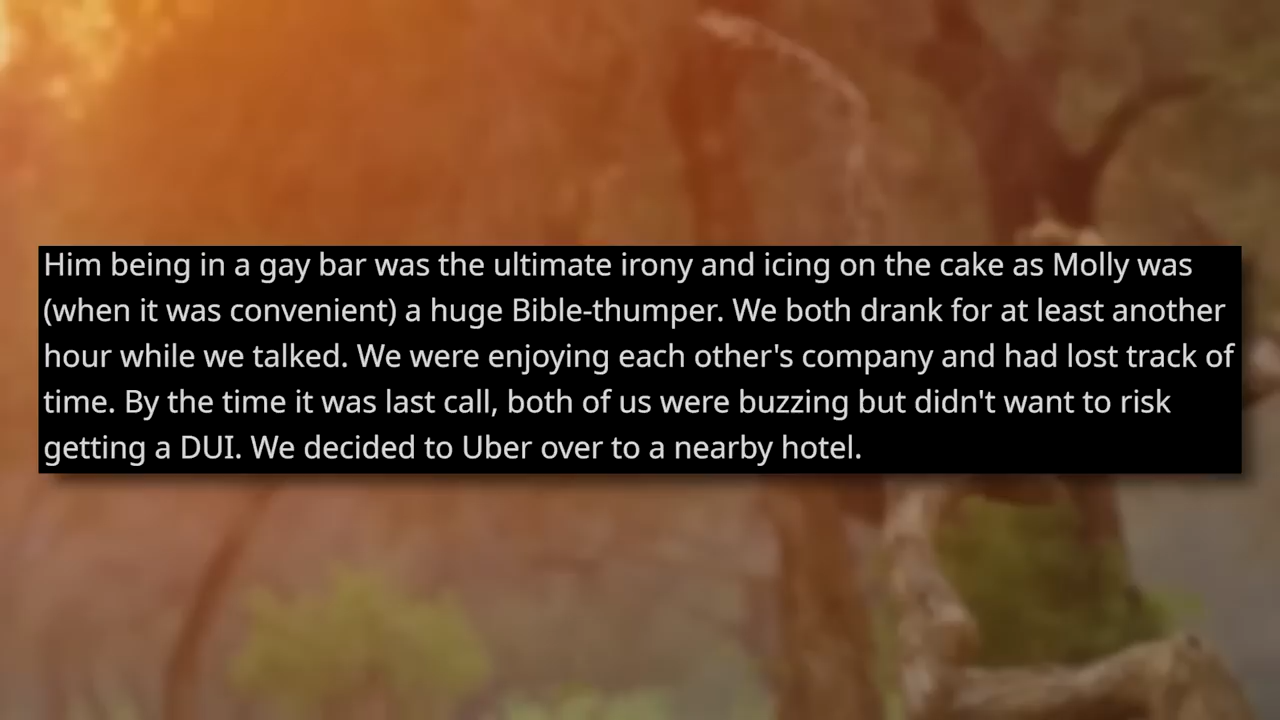 Him being in a gay bar was the ultimate irony and icing on the cake as Molly was
(when it was convenient) a huge Bible-thumper. We both drank for at least another
hour while we talked. We were enjoying each other's company and had lost track of
time. By the time it was last call, both of us were buzzing but didn't want to risk
getting a DUI. We decided to Uber over to a nearby hotel.